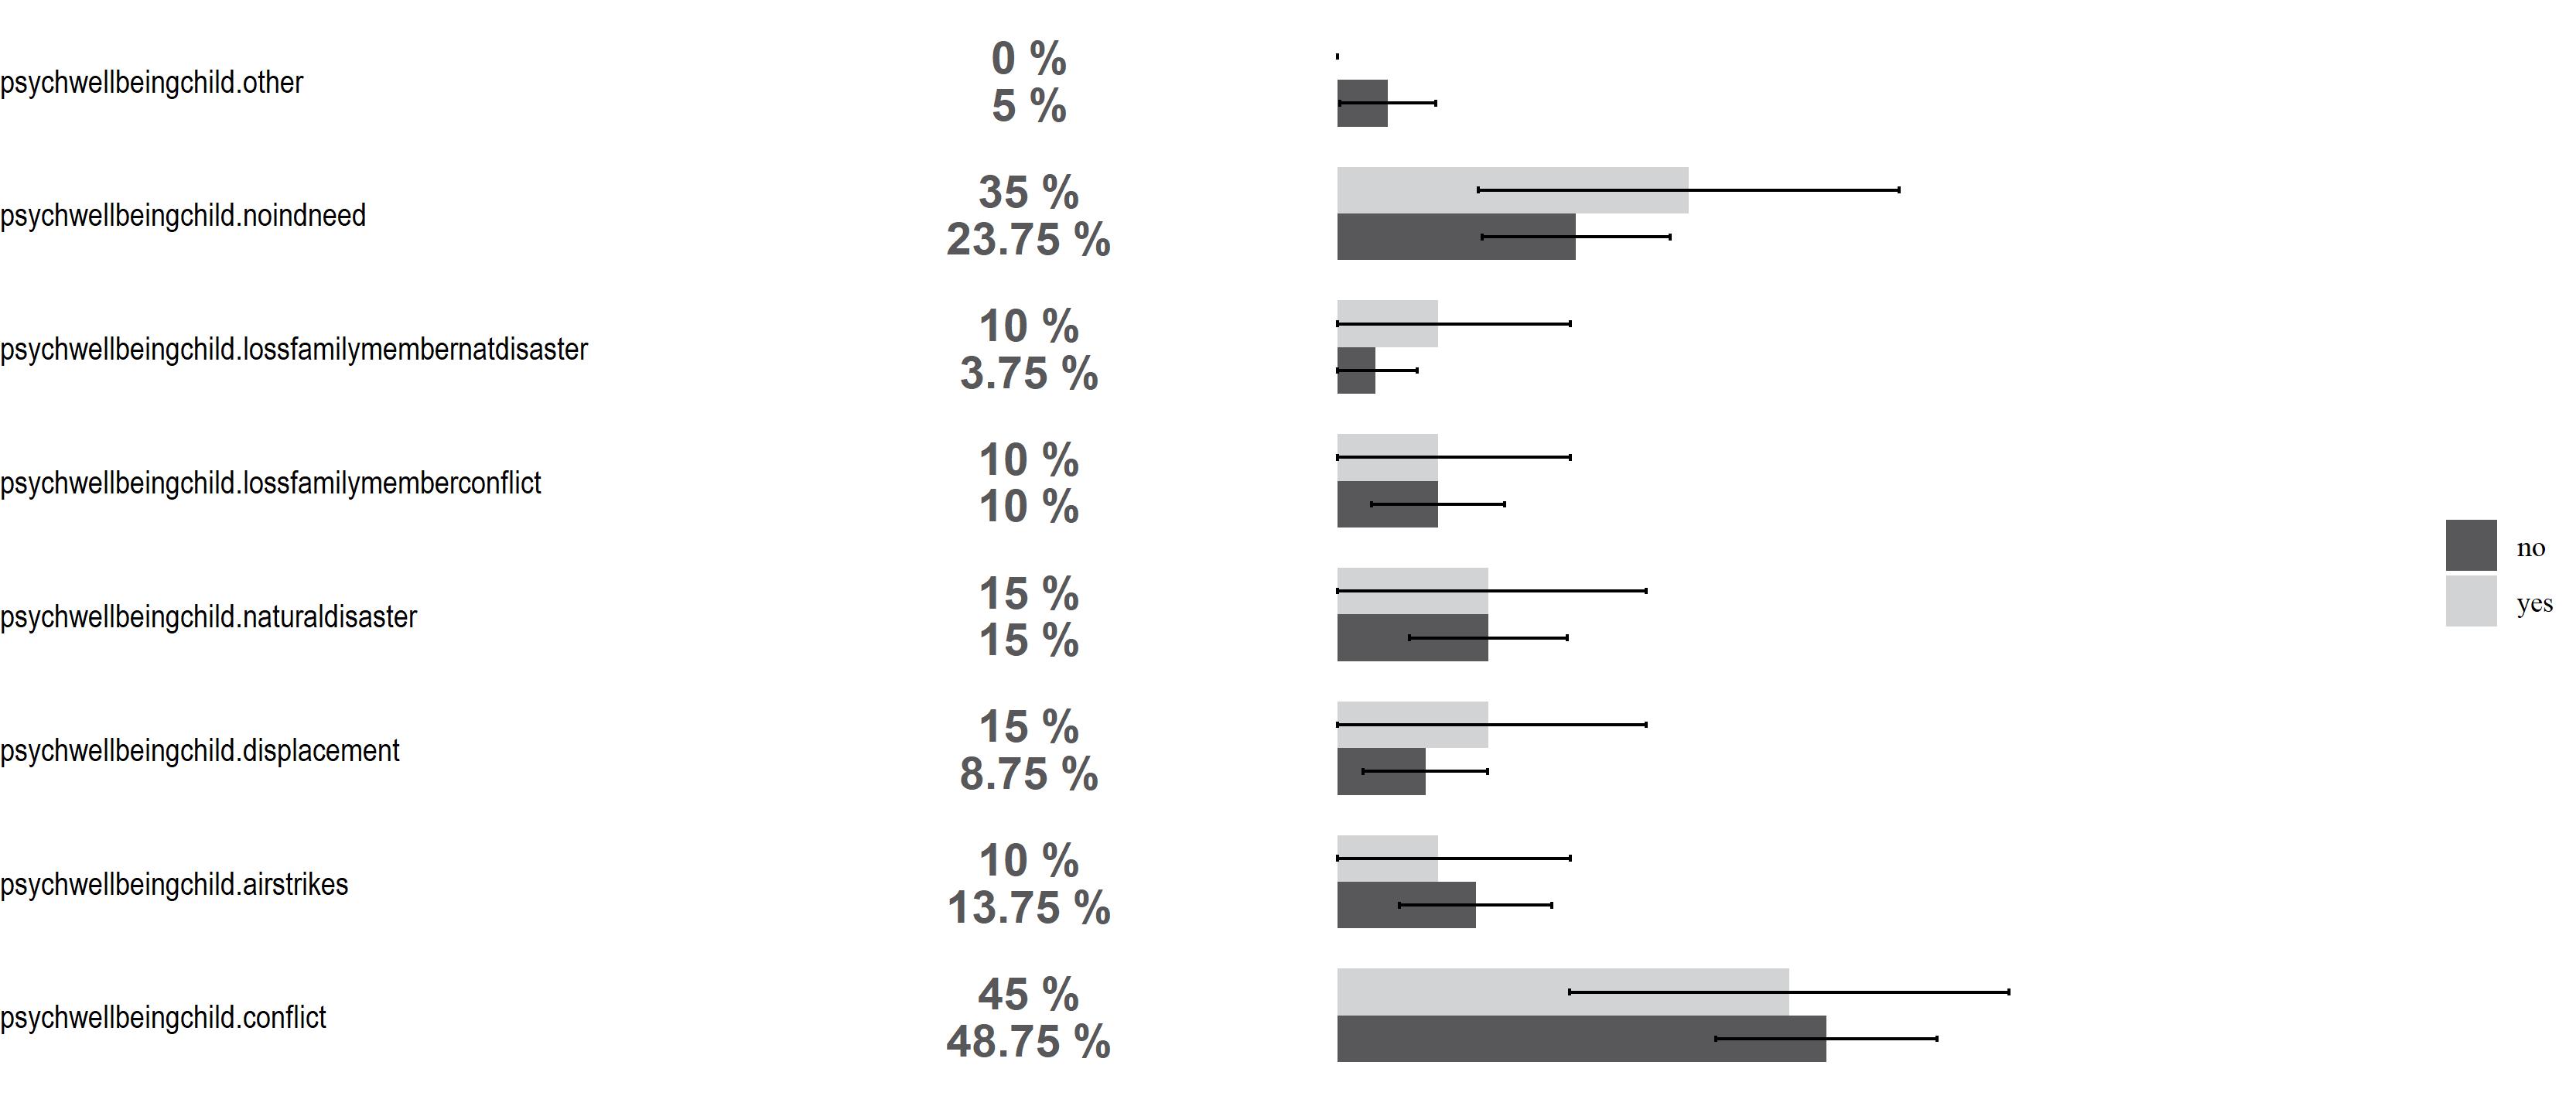 psychwellbeingchild.other
0 %
5 %
psychwellbeingchild.noindneed
35 %
23.75 %
psychwellbeingchild.lossfamilymembernatdisaster
10 %
3.75 %
psychwellbeingchild.lossfamilymemberconflict
10 %
10 %
psychwellbeingchild.naturaldisaster
15 %
15 %
psychwellbeingchild.displacement
15 %
8.75 %
psychwellbeingchild.airstrikes
10 %
13.75 %
psychwellbeingchild.conflict
45 %
48.75 %
no
yes